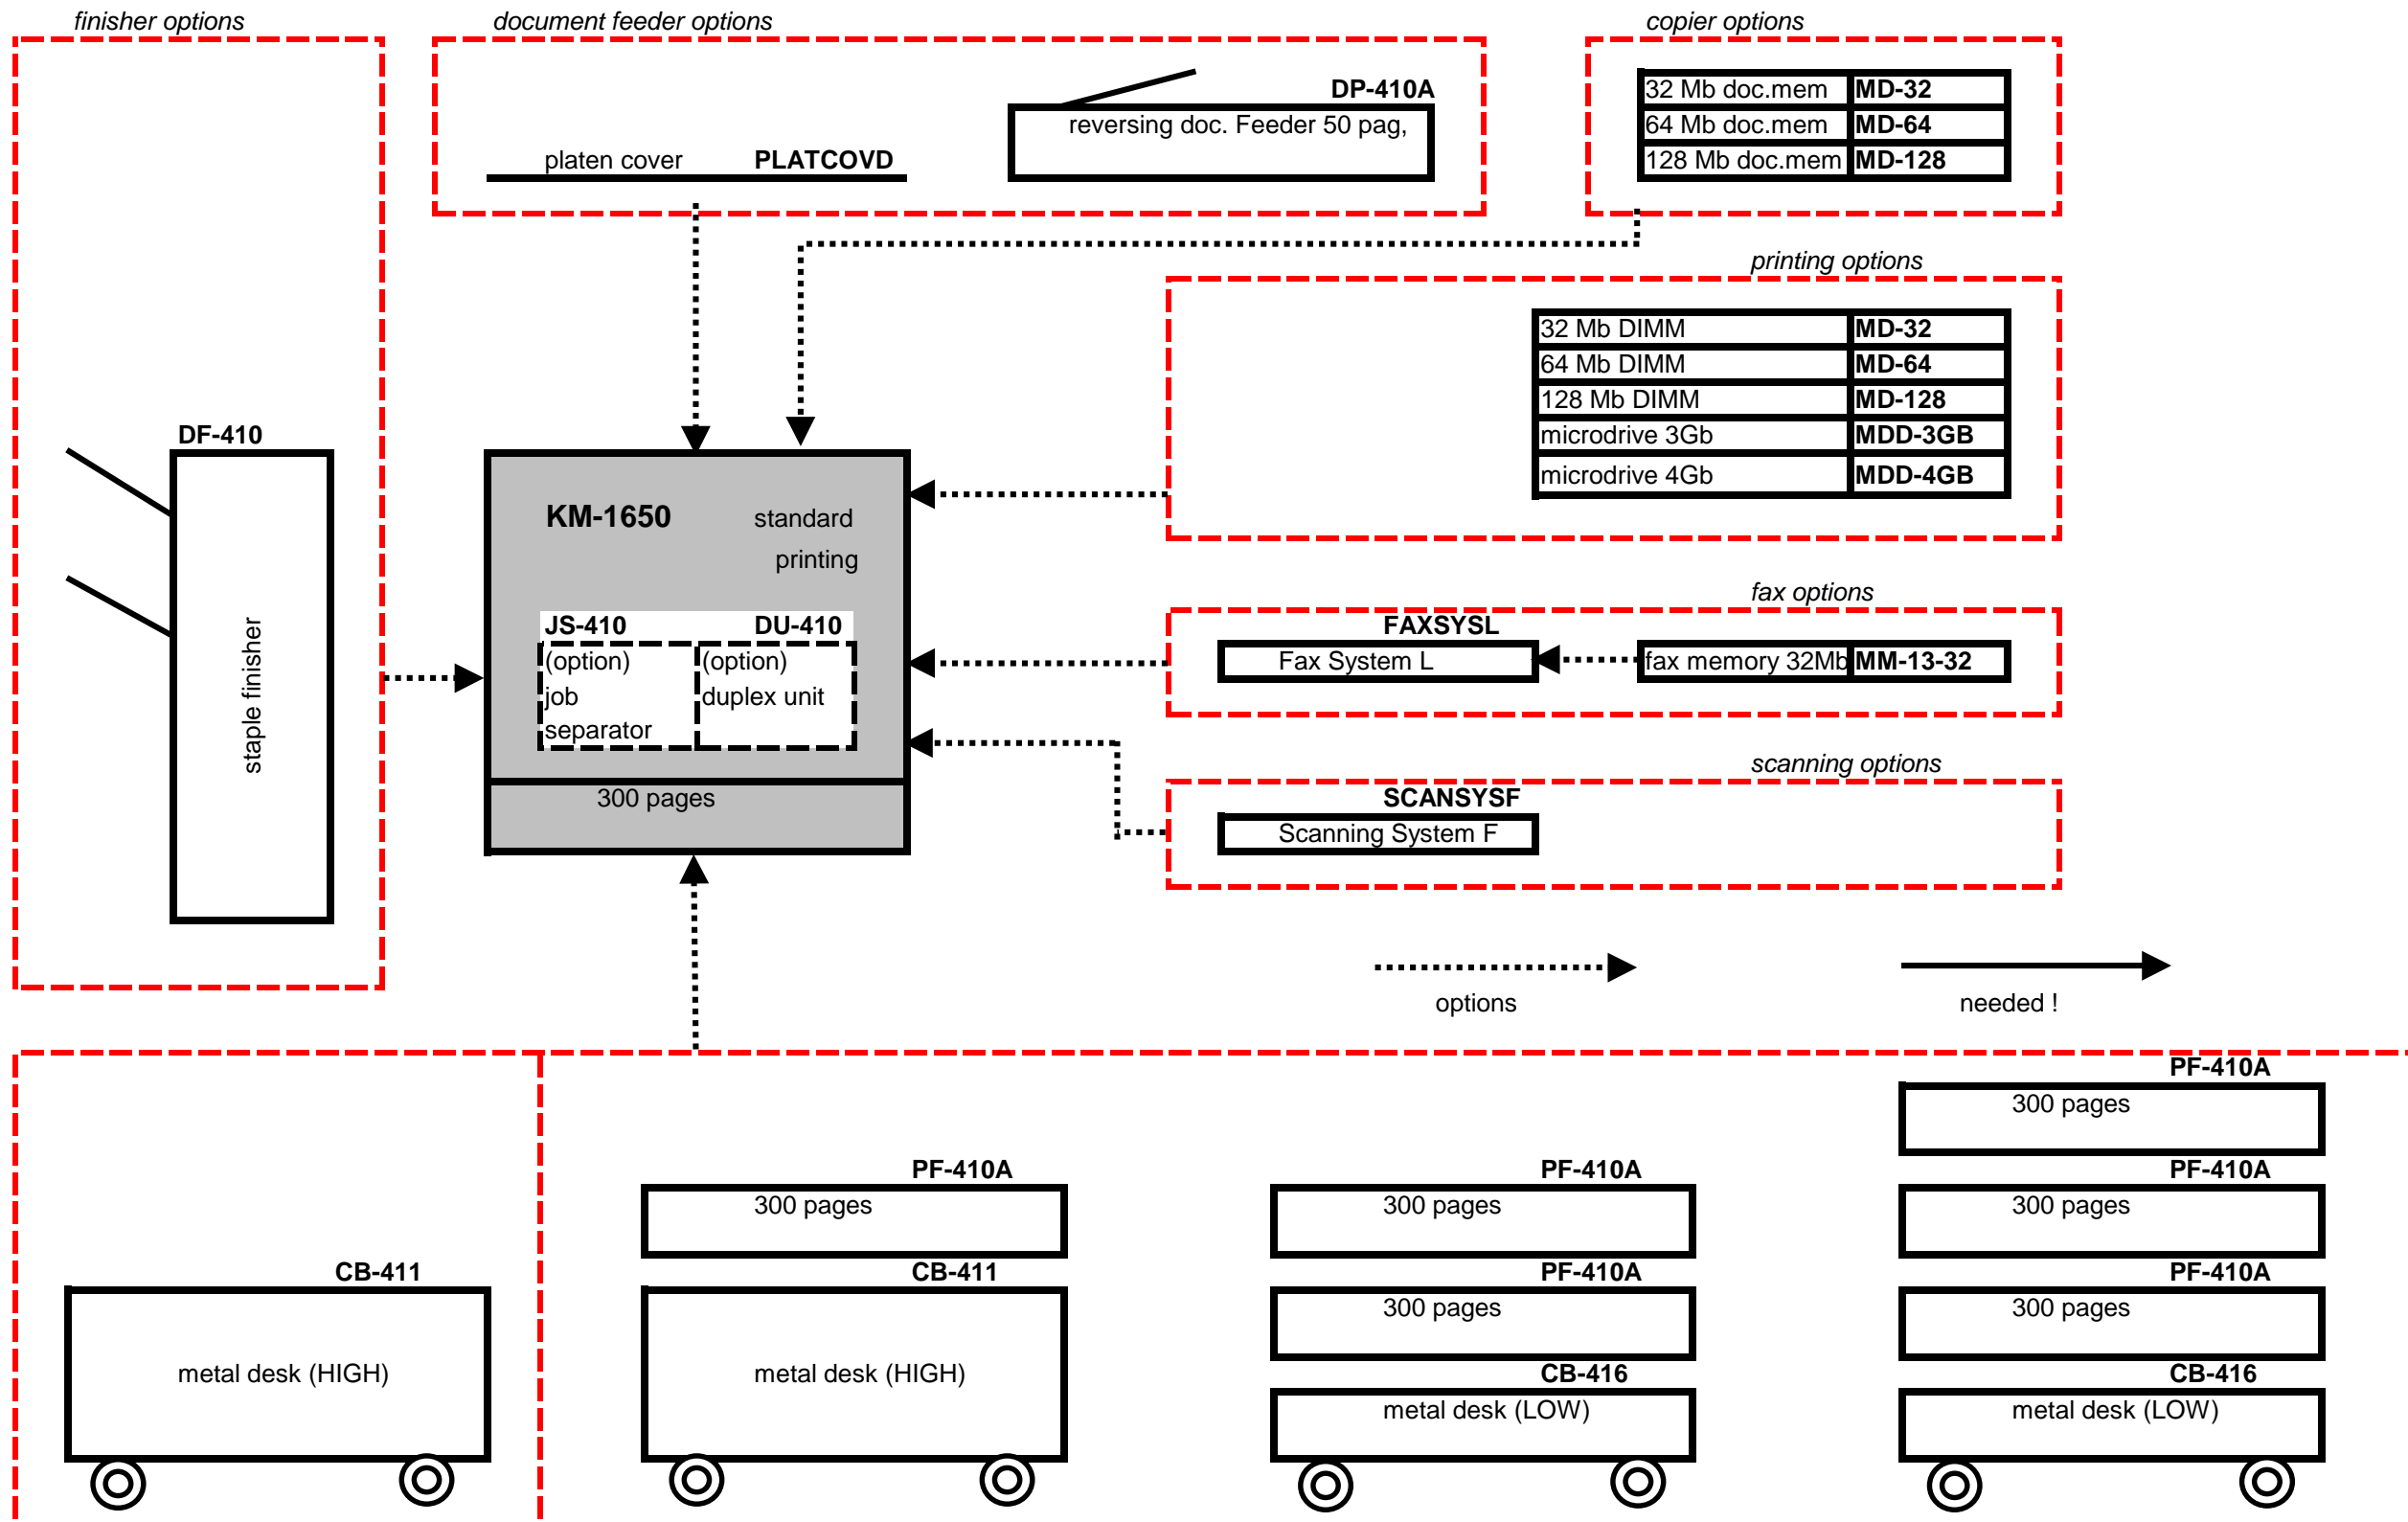 finisher options
document feeder options
copier options
DP-410A
reversing doc. Feeder 50 pag,
platen cover PLATCOVD
32 Mb doc.mem MD-32
64 Mb doc.mem MD-64
128 Mb doc.mem MD-128
printing options
32 Mb DIMM MD-32
64 Mb DIMM MD-64
128 Mb DIMM MD-128
microdrive 3Gb MDD-3GB
microdrive 4Gb MDD-4GB
DF-410
staple finisher
KM-1650 standard
printing
JS-410 DU-410
(option) (option)
job duplex unit
separator
300 pages
fax options
FAXSYSL
Fax System L
fax memory 32Mb MM-13-32
scanning options
SCANSYSF
Scanning System F
options
needed !
CB-411
metal desk (HIGH)
PF-410A
300 pages
CB-411
metal desk (HIGH)
PF-410A
300 pages
PF-410A
300 pages
CB-416
metal desk (LOW)
PF-410A
300 pages
PF-410A
300 pages
PF-410A
300 pages
CB-416
metal desk (LOW)